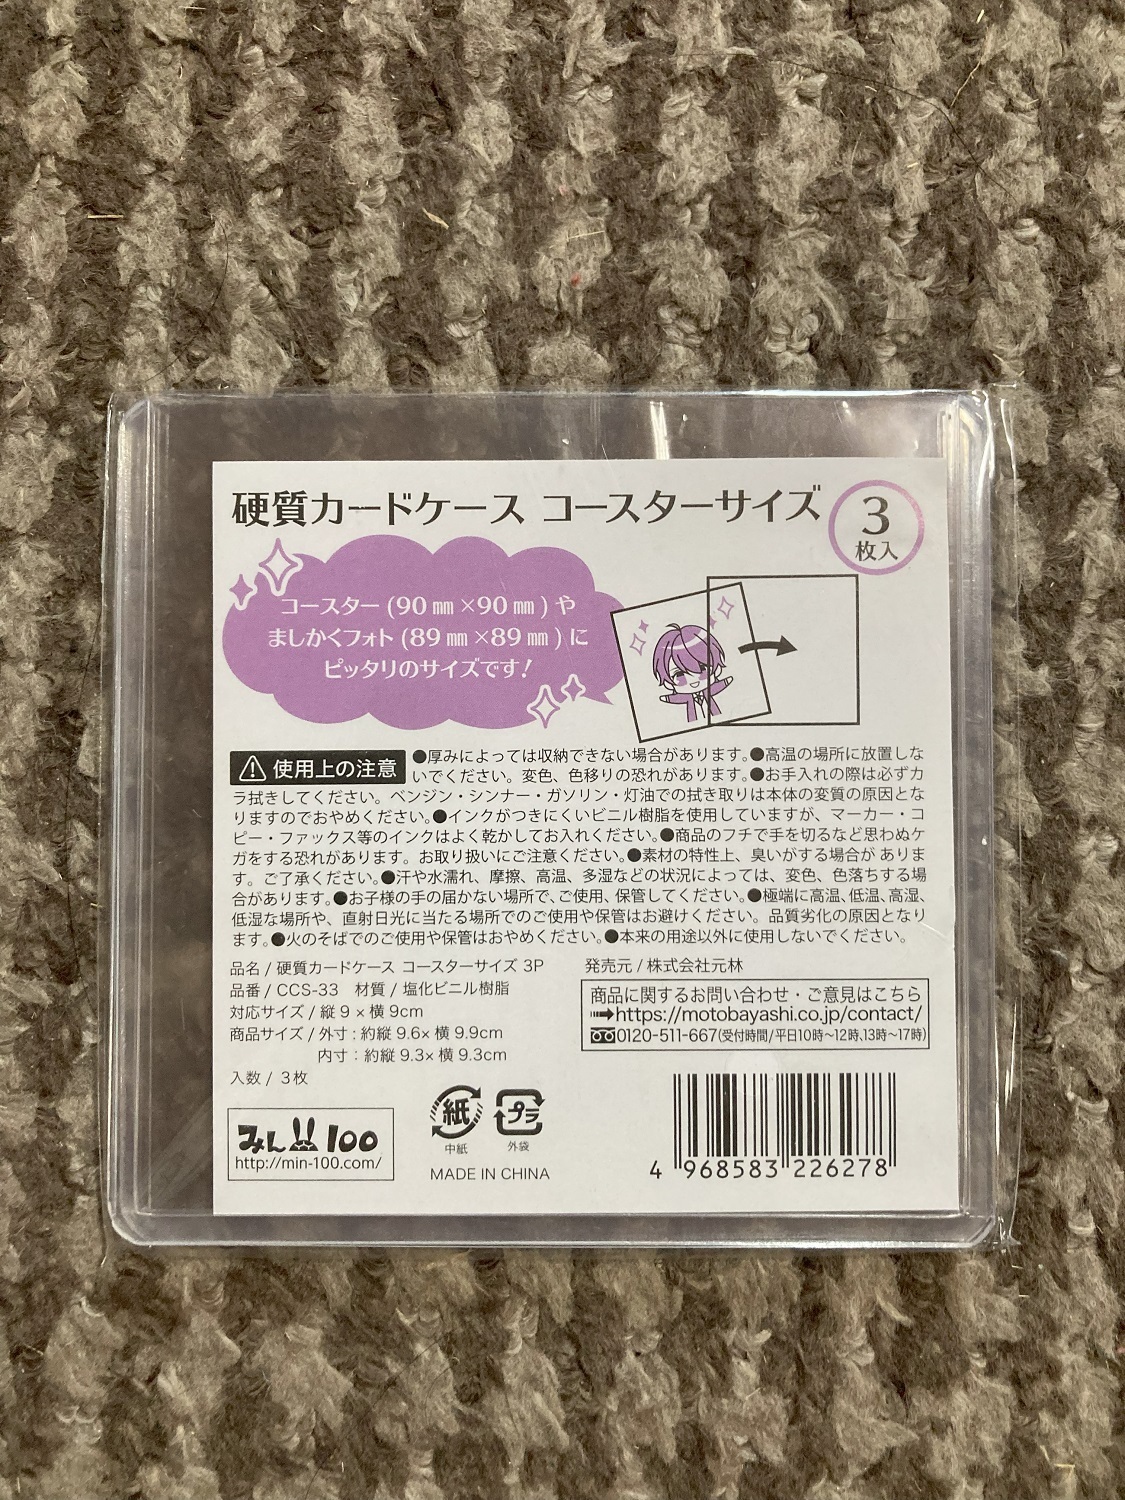 硬質カードケース コースターサイズ
3
枚入
コースター(90㎜×90㎜)や
ましかくフォト(89㎜×89㎜)に
ピッタリのサイズです!
使用上の注意 ●厚みによっては収納できない場合があります。●高温の場所に放置しな
いでください。変色、色移りの恐れがあります。●お手入れの際は必ずカ
ラ拭きしてください。ベンジン・シンナー・ガソリン・灯油での拭き取りは本体の変質の原因とな
りますのでおやめください。●インクがつきにくいビニル樹脂を使用していますが、マーカー・コ
ピー・ファックス等のインクはよく乾かしてお入れください。●商品のフチで手を切るなど思わぬケ
ガをする恐れがあります。お取り扱いにご注意ください。●素材の特性上、臭いがする場合があります。
す。ご了承ください。●汗や水濡れ、摩擦、高温、多湿などの状況によっては、変色、色落ちする場
合があります。●お子様の手の届かない場所で、ご使用、保管してください。●極端に高温、低温、高湿、
低湿な場所や、直射日光に当たる場所でのご使用や保管はお避けください。品質劣化の原因となり
ます。●火のそばでのご使用や保管はおやめください。●本来の用途以外に使用しないでください。
品名/硬質カードケース コースターサイズ 3P
品番/CCS-33 材質/塩化ビニル樹脂
対応サイズ/縦9×横9cm
商品サイズ/外寸:約縦9.6×横9.9cm
内寸:約縦9.3×横9.3cm
入数/3枚
発売元/株式会社元林
商品に関するお問い合わせ・ご意見はこちら
https://motobayashi.co.jp/contact/
0120-511-667(受付時間/平日10時〜12時、13時〜17時)
みん100
http://min-100.com/
紙
中紙
プラ
外袋
MADE IN CHINA
4 968583 226278